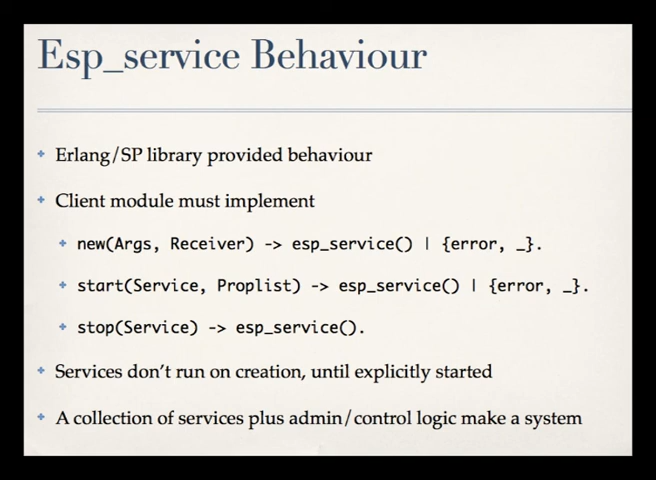 Esp_service Behaviour
Erlang/SP library provided behaviour
Client module must implement
new(Args, Receiver) -> esp_service() | {error, _}.
start(Service, Proplist) -> esp_service() | {error, _}.
stop(Service) -> esp_service().
Services don't run on creation, until explicitly started
A collection of services plus admin/control logic make a system